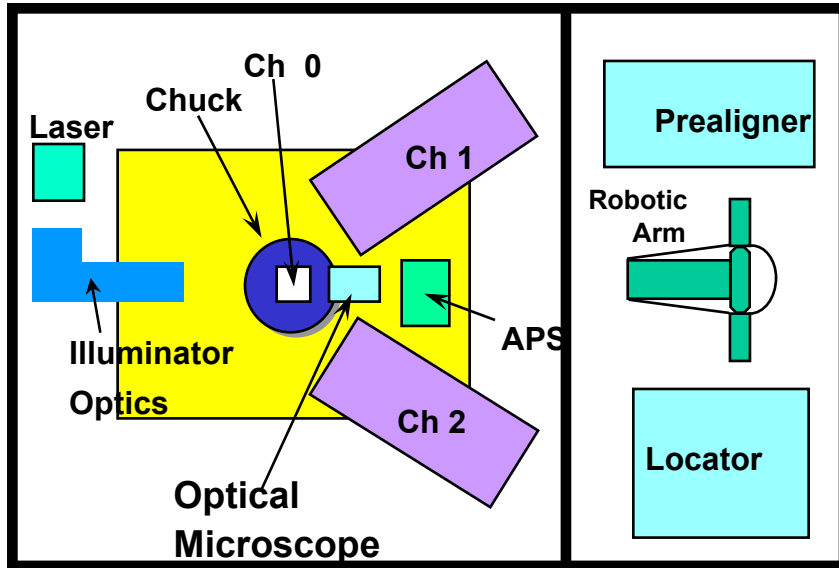 Ch 0
Chuck
Laser
Ch 1
Illuminator
Optics
APS
Ch 2
Optical
Microscope
Prealigner
Robotic
Arm
Locator